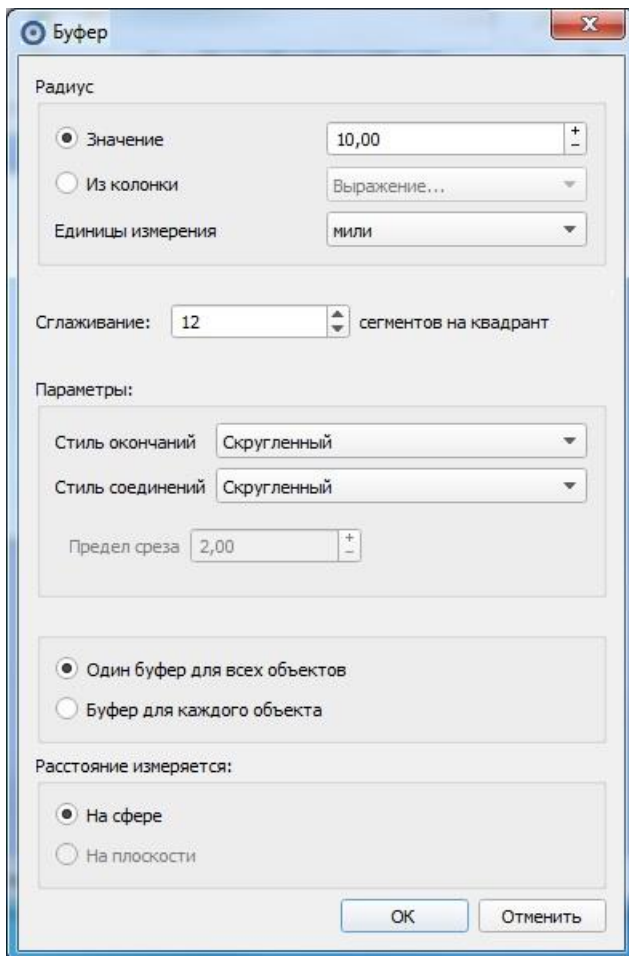 Буфер
Радиус
Значение 10,00
Из колонки Выражение...
Единицы измерения мили
Сглаживание: 12 сегментов на квадрант
Параметры:
Стиль окончаний Скругленный
Стиль соединений Скругленный
Предел среза 2,00
Один буфер для всех объектов
Буфер для каждого объекта
Расстояние измеряется:
На сфере
На плоскости
ОК Отменить